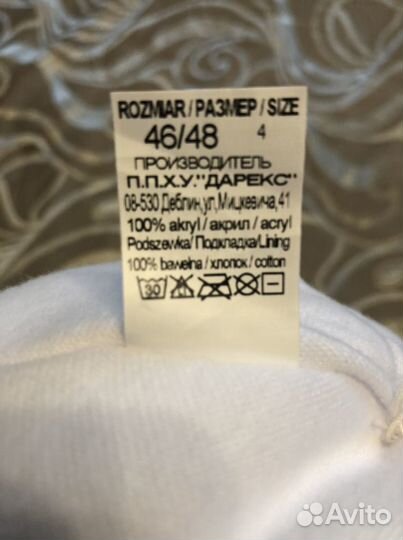 ROZMIAR / РАЗМЕР / SIZE
46/48 4
ПРОИЗВОДИТЕЛЬ
П.П.Х.У."ДАРЕКС"
08-530 Деблин,ул,Мицкевича,41
100% akryl / акрил / acryl
Podszewka/Подкладка/Lining
100% bawełna / хлопок / cotton
30
Avito